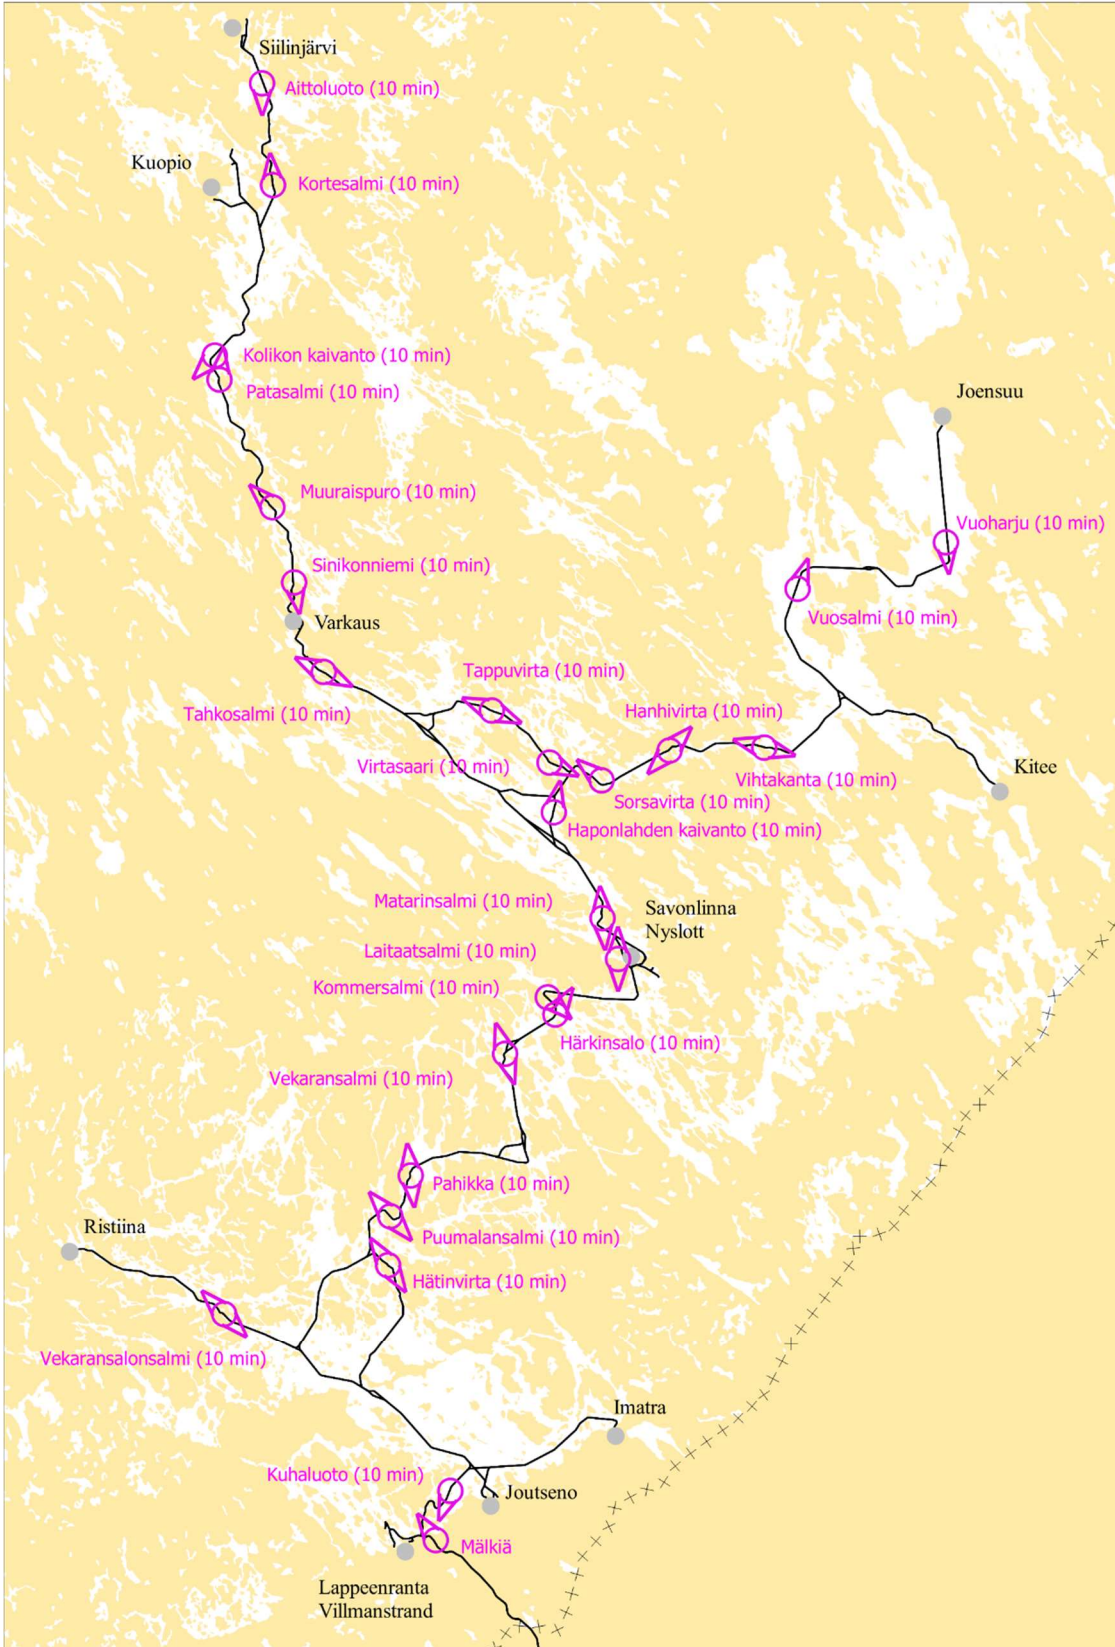 Siilinjärvi
Aittoluoto (10 min)
Kuopio
Kortesalmi (10 min)
Kolikon kaivanto (10 min)
Patasalmi (10 min)
Joensuu
Muuraispuro (10 min)
Vuoharju (10 min)
Sinikonniemi (10 min)
Varkaus
Vuosalmi (10 min)
Tappuvirta (10 min)
Tahkosalmi (10 min)
Hanhivirta (10 min)
Virtasaari (10 min)
Vihtakanta (10 min)
Kitee
Sorsavirta (10 min)
Haponlahden kaivanto (10 min)
Matarinsalmi (10 min)
Savonlinna
Nyslott
Laitaatsalmi (10 min)
Kommersalmi (10 min)
Härkinsalo (10 min)
Vekaransalmi (10 min)
Pahikka (10 min)
Ristiina
Puumalansalmi (10 min)
Hätinvirta (10 min)
Vekaransalonsalmi (10 min)
Imatra
Kuhaluoto (10 min)
Joutseno
Mälkiä
Lappeenranta
Villmanstrand